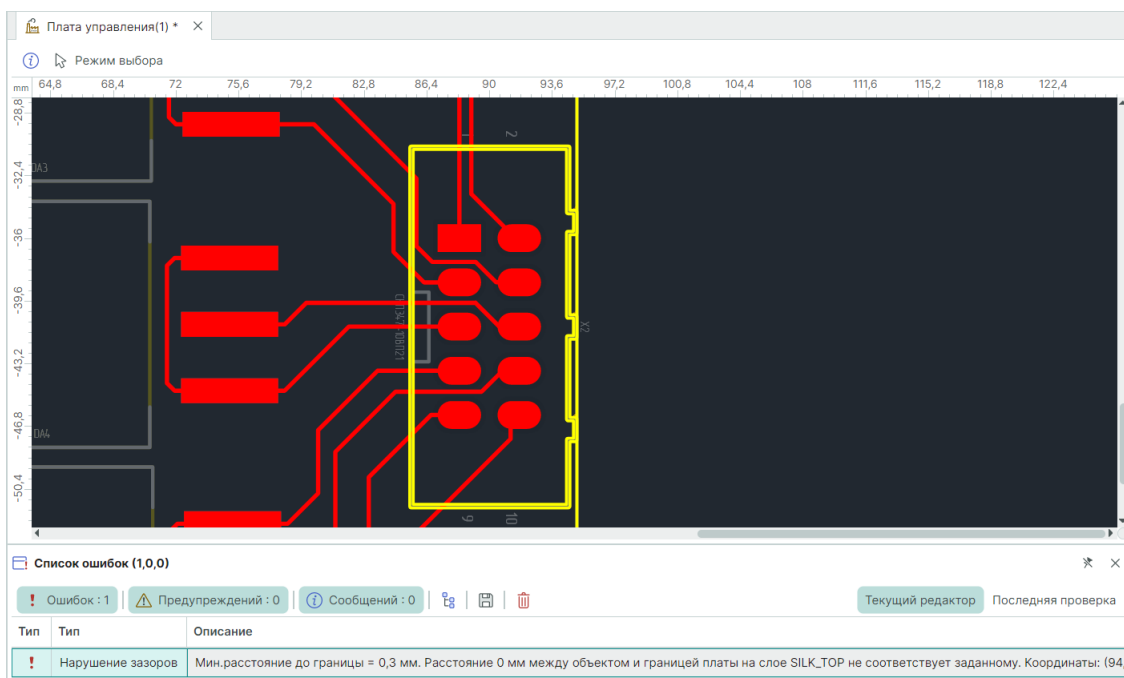 Плата управления(1) *
Режим выбора
mm 64,8 68,4 72 75,6 79,2 82,8 86,4 90 93,6 97,2 100,8 104,4 108 111,6 115,2 118,8 122,4
-28,8
-32,4
-36
-39,6
-43,2
-46,8
-50,4
1 2
DA3
X2
DA4
9 10
Список ошибок (1,0,0)
Ошибок : 1 Предупреждений : 0 Сообщений : 0 Текущий редактор Последняя проверка
Тип Тип Описание
Нарушение зазоров Мин.расстояние до границы = 0,3 мм. Расстояние 0 мм между объектом и границей платы на слое SILK_TOP не соответствует заданному. Координаты: (94,